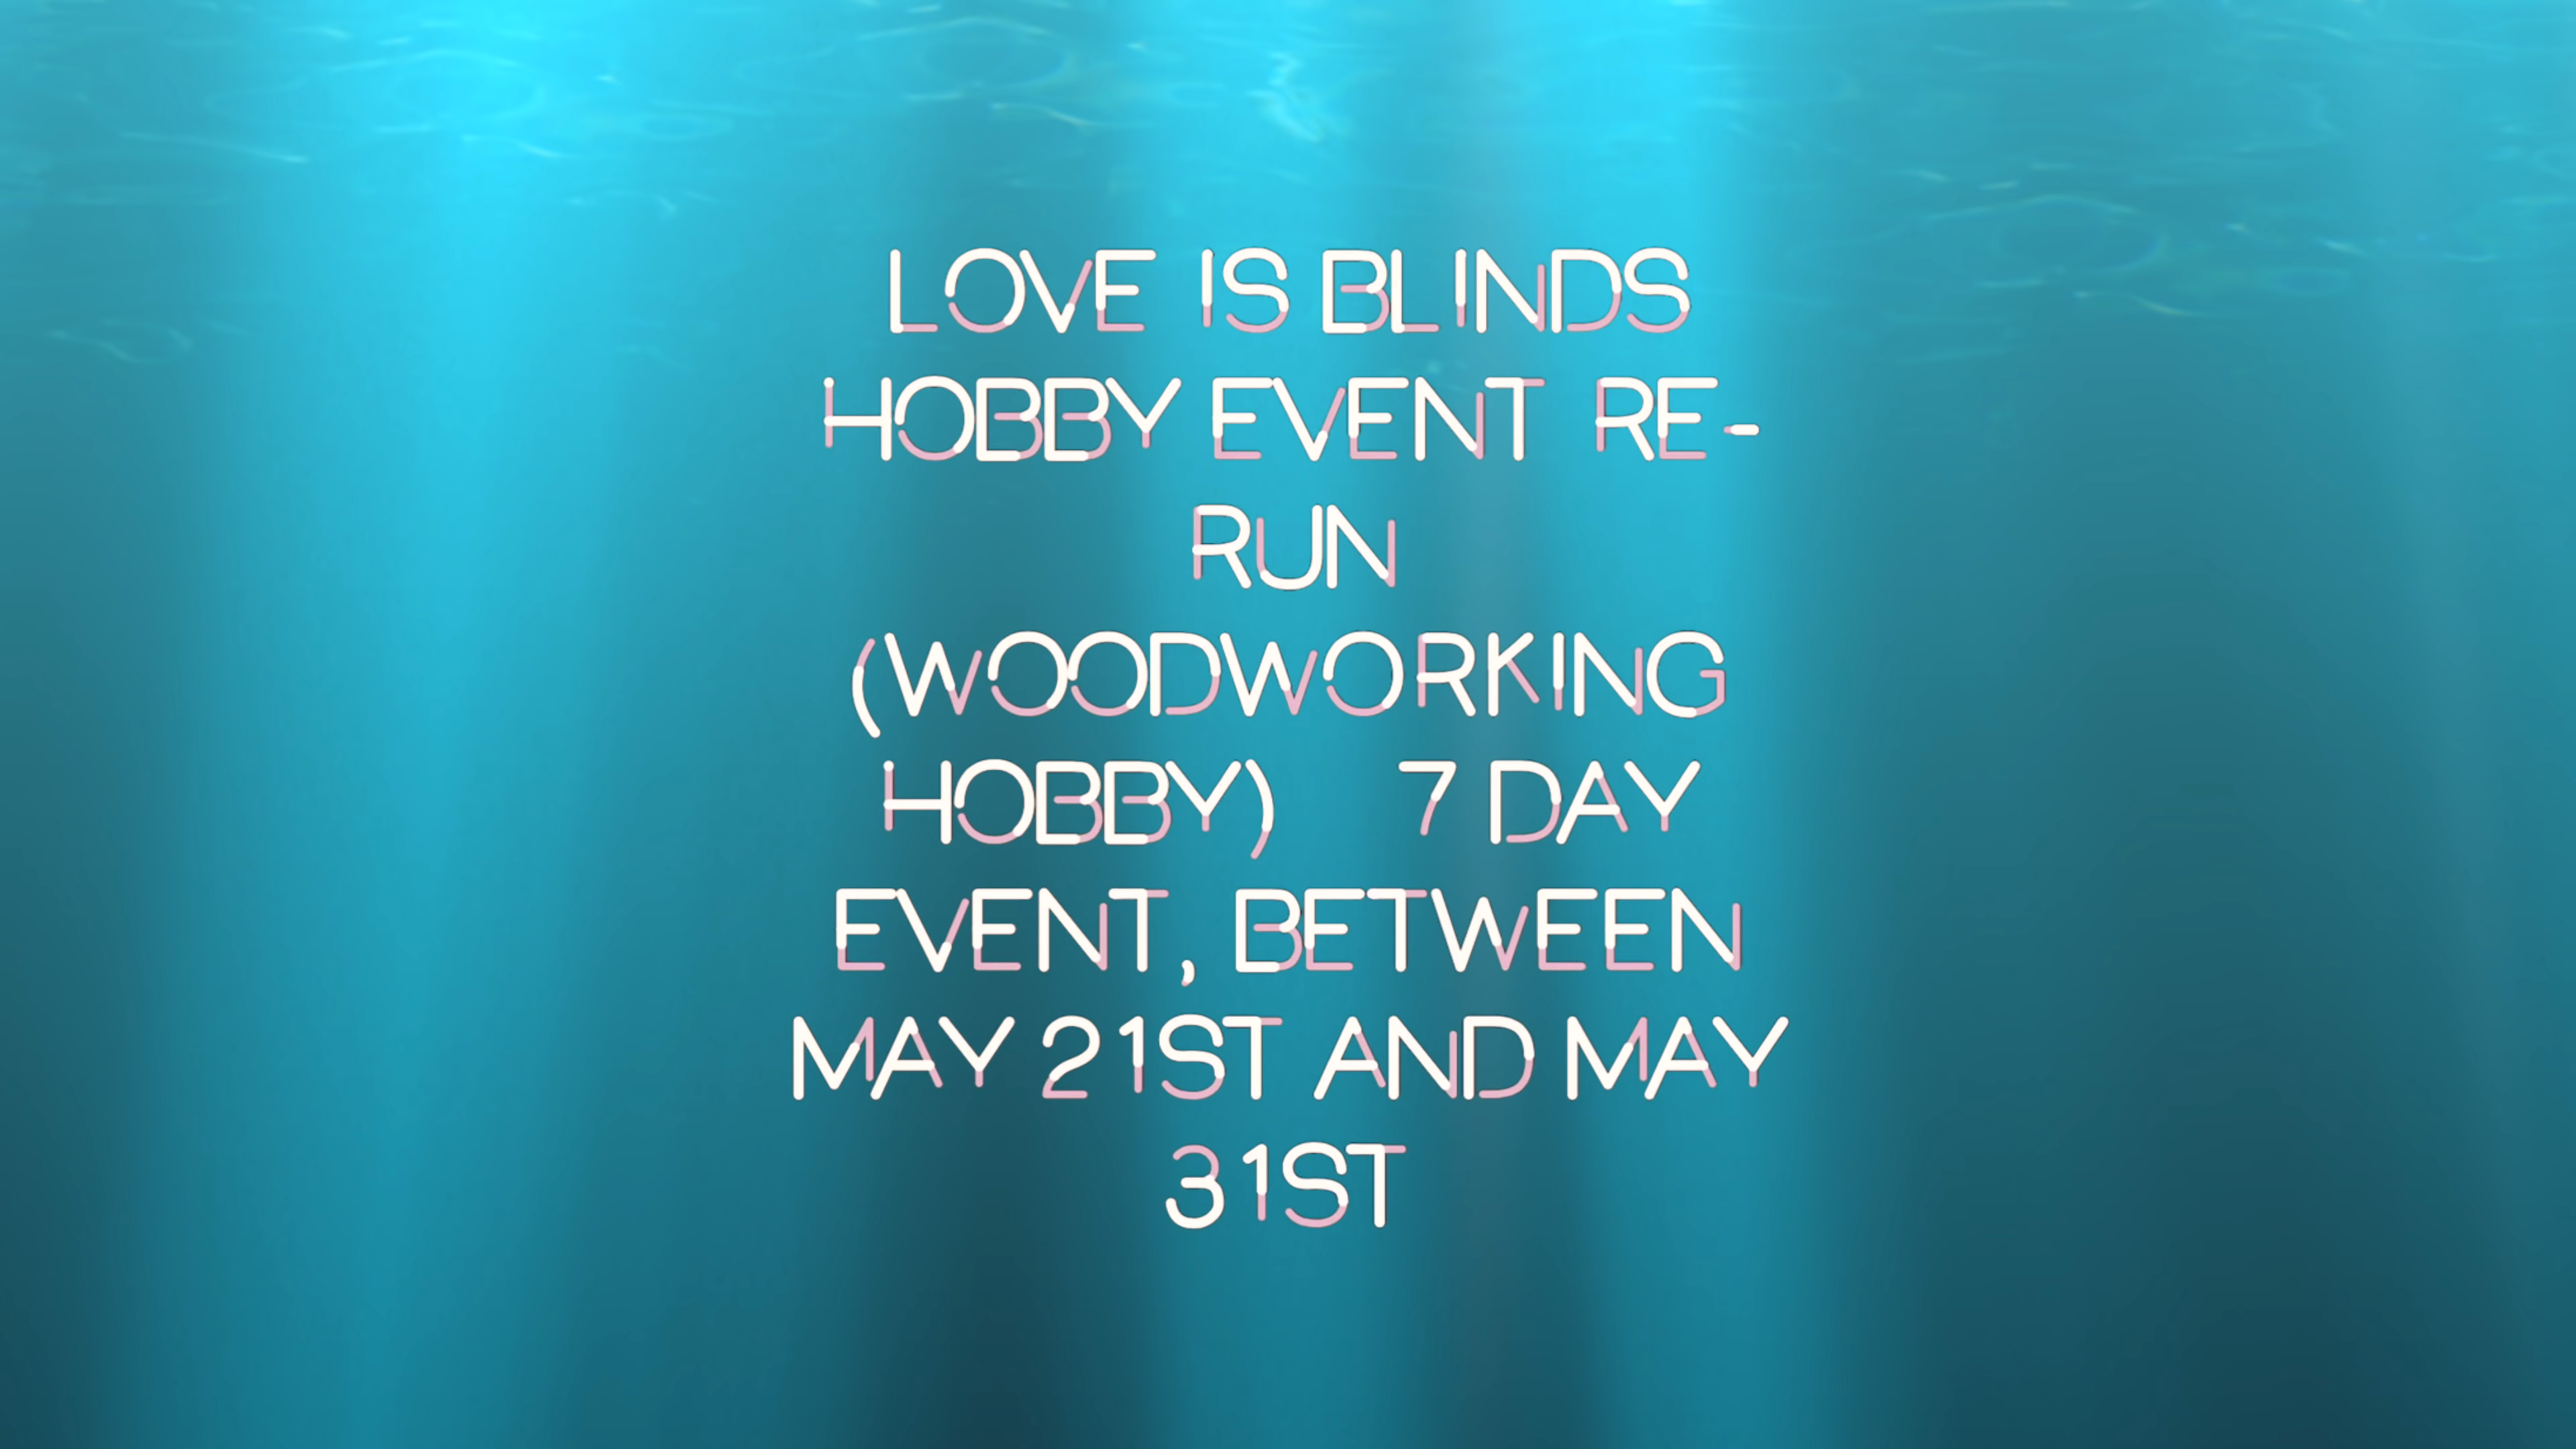 LOVE IS BLINDS
HOBBY EVENT RE-
RUN
(WOODWORKING
HOBBY) 7 DAY
EVENT, BETWEEN
MAY 21ST AND MAY
31ST